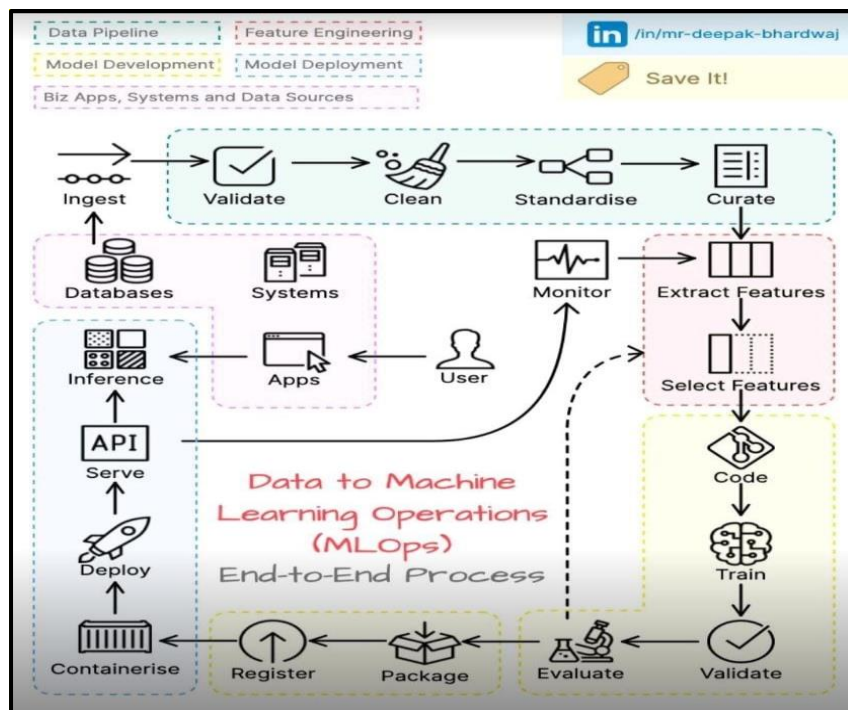 Data Pipeline
Feature Engineering
Model Development
Model Deployment
Biz Apps, Systems and Data Sources
in /in/mr-deepak-bhardwaj
Save It!
Ingest
Validate
Clean
Standardise
Curate
Databases
Systems
Monitor
Extract Features
Inference
Apps
User
Select Features
API
Serve
Code
Data to Machine
Learning Operations
(MLOps)
End-to-End Process
Deploy
Train
Containerise
Register
Package
Evaluate
Validate